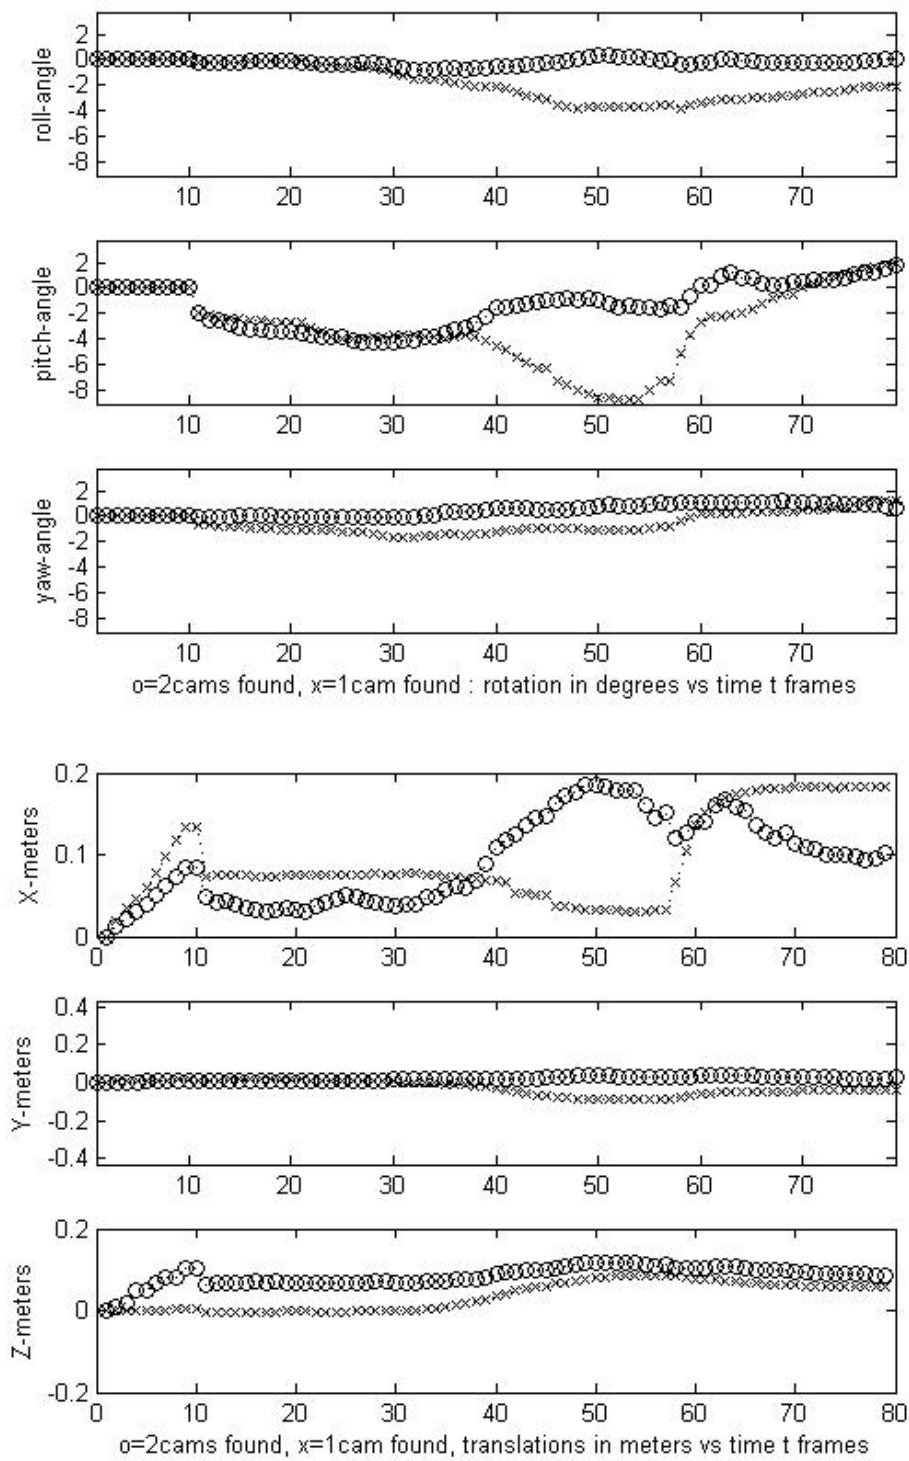 roll-angle
2
0
-2
-4
-6
-8
10 20 30 40 50 60 70
pitch-angle
2
0
-2
-4
-6
-8
10 20 30 40 50 60 70
yaw-angle
2
0
-2
-4
-6
-8
10 20 30 40 50 60 70
o=2cams found, x=1cam found : rotation in degrees vs time t frames
X-meters
0.2
0.1
0
0 10 20 30 40 50 60 70 80
Y-meters
0.4
0.2
0
-0.2
-0.4
10 20 30 40 50 60 70
Z-meters
0.2
0
-0.2
0 10 20 30 40 50 60 70 80
o=2cams found, x=1cam found, translations in meters vs time t frames